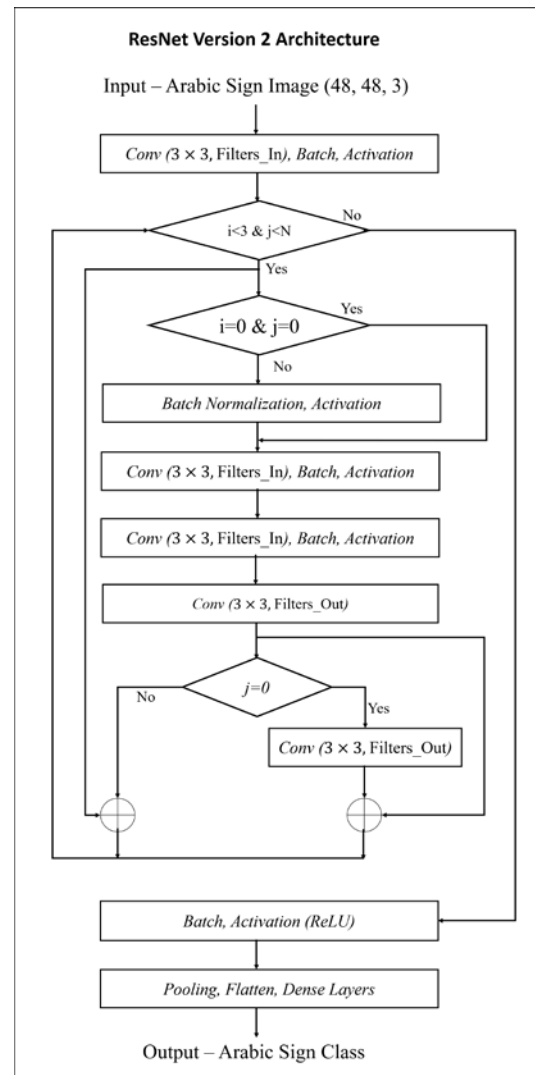 ResNet Version 2 Architecture
Input – Arabic Sign Image (48, 48, 3)
Conv (3 × 3, Filters_In), Batch, Activation
i<3 & j<N
No
Yes
i=0 & j=0
Yes
No
Batch Normalization, Activation
Conv (3 × 3, Filters_In), Batch, Activation
Conv (3 × 3, Filters_In), Batch, Activation
Conv (3 × 3, Filters_Out)
j=0
No
Yes
Conv (3 × 3, Filters_Out)
Batch, Activation (ReLU)
Pooling, Flatten, Dense Layers
Output – Arabic Sign Class